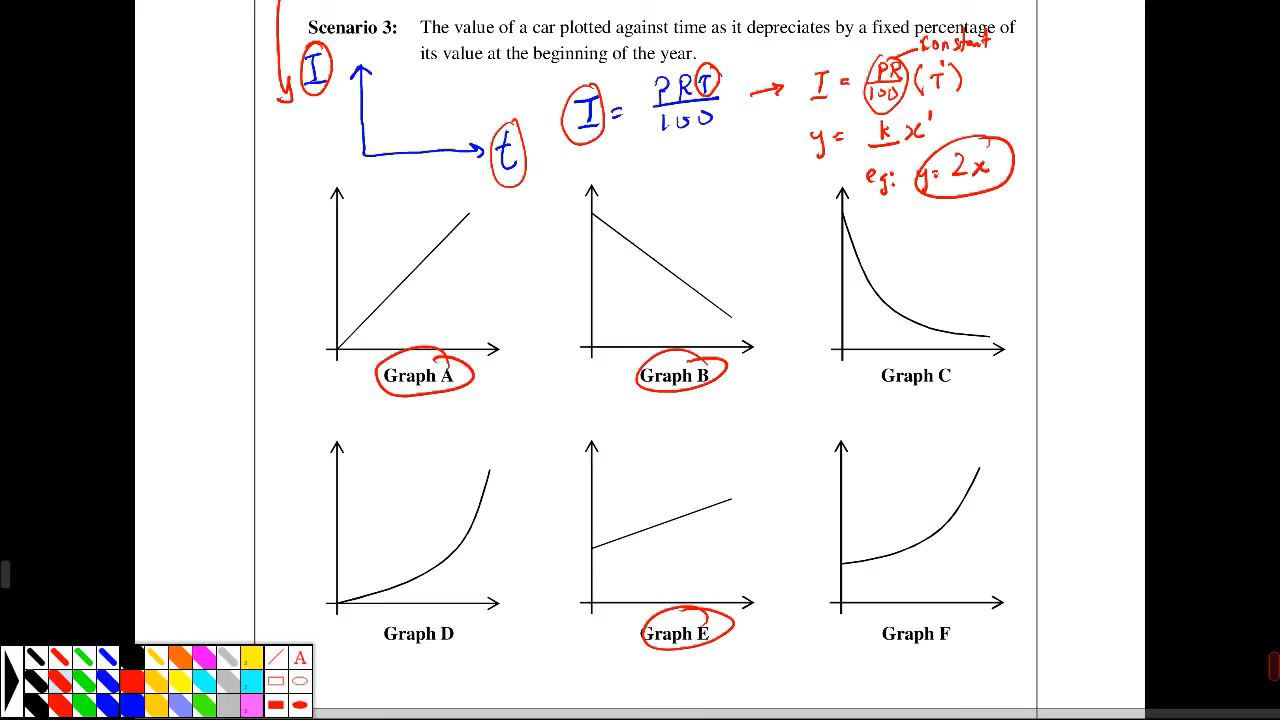 Scenario 3: The value of a car plotted against time as it depreciates by a fixed percentage of
its value at the beginning of the year.
constant
y I
t
I = PRT/100 → I = PR/100 (T¹)
y = k x¹
eg: y = 2x
Graph A Graph B Graph C
Graph D Graph E Graph F
A